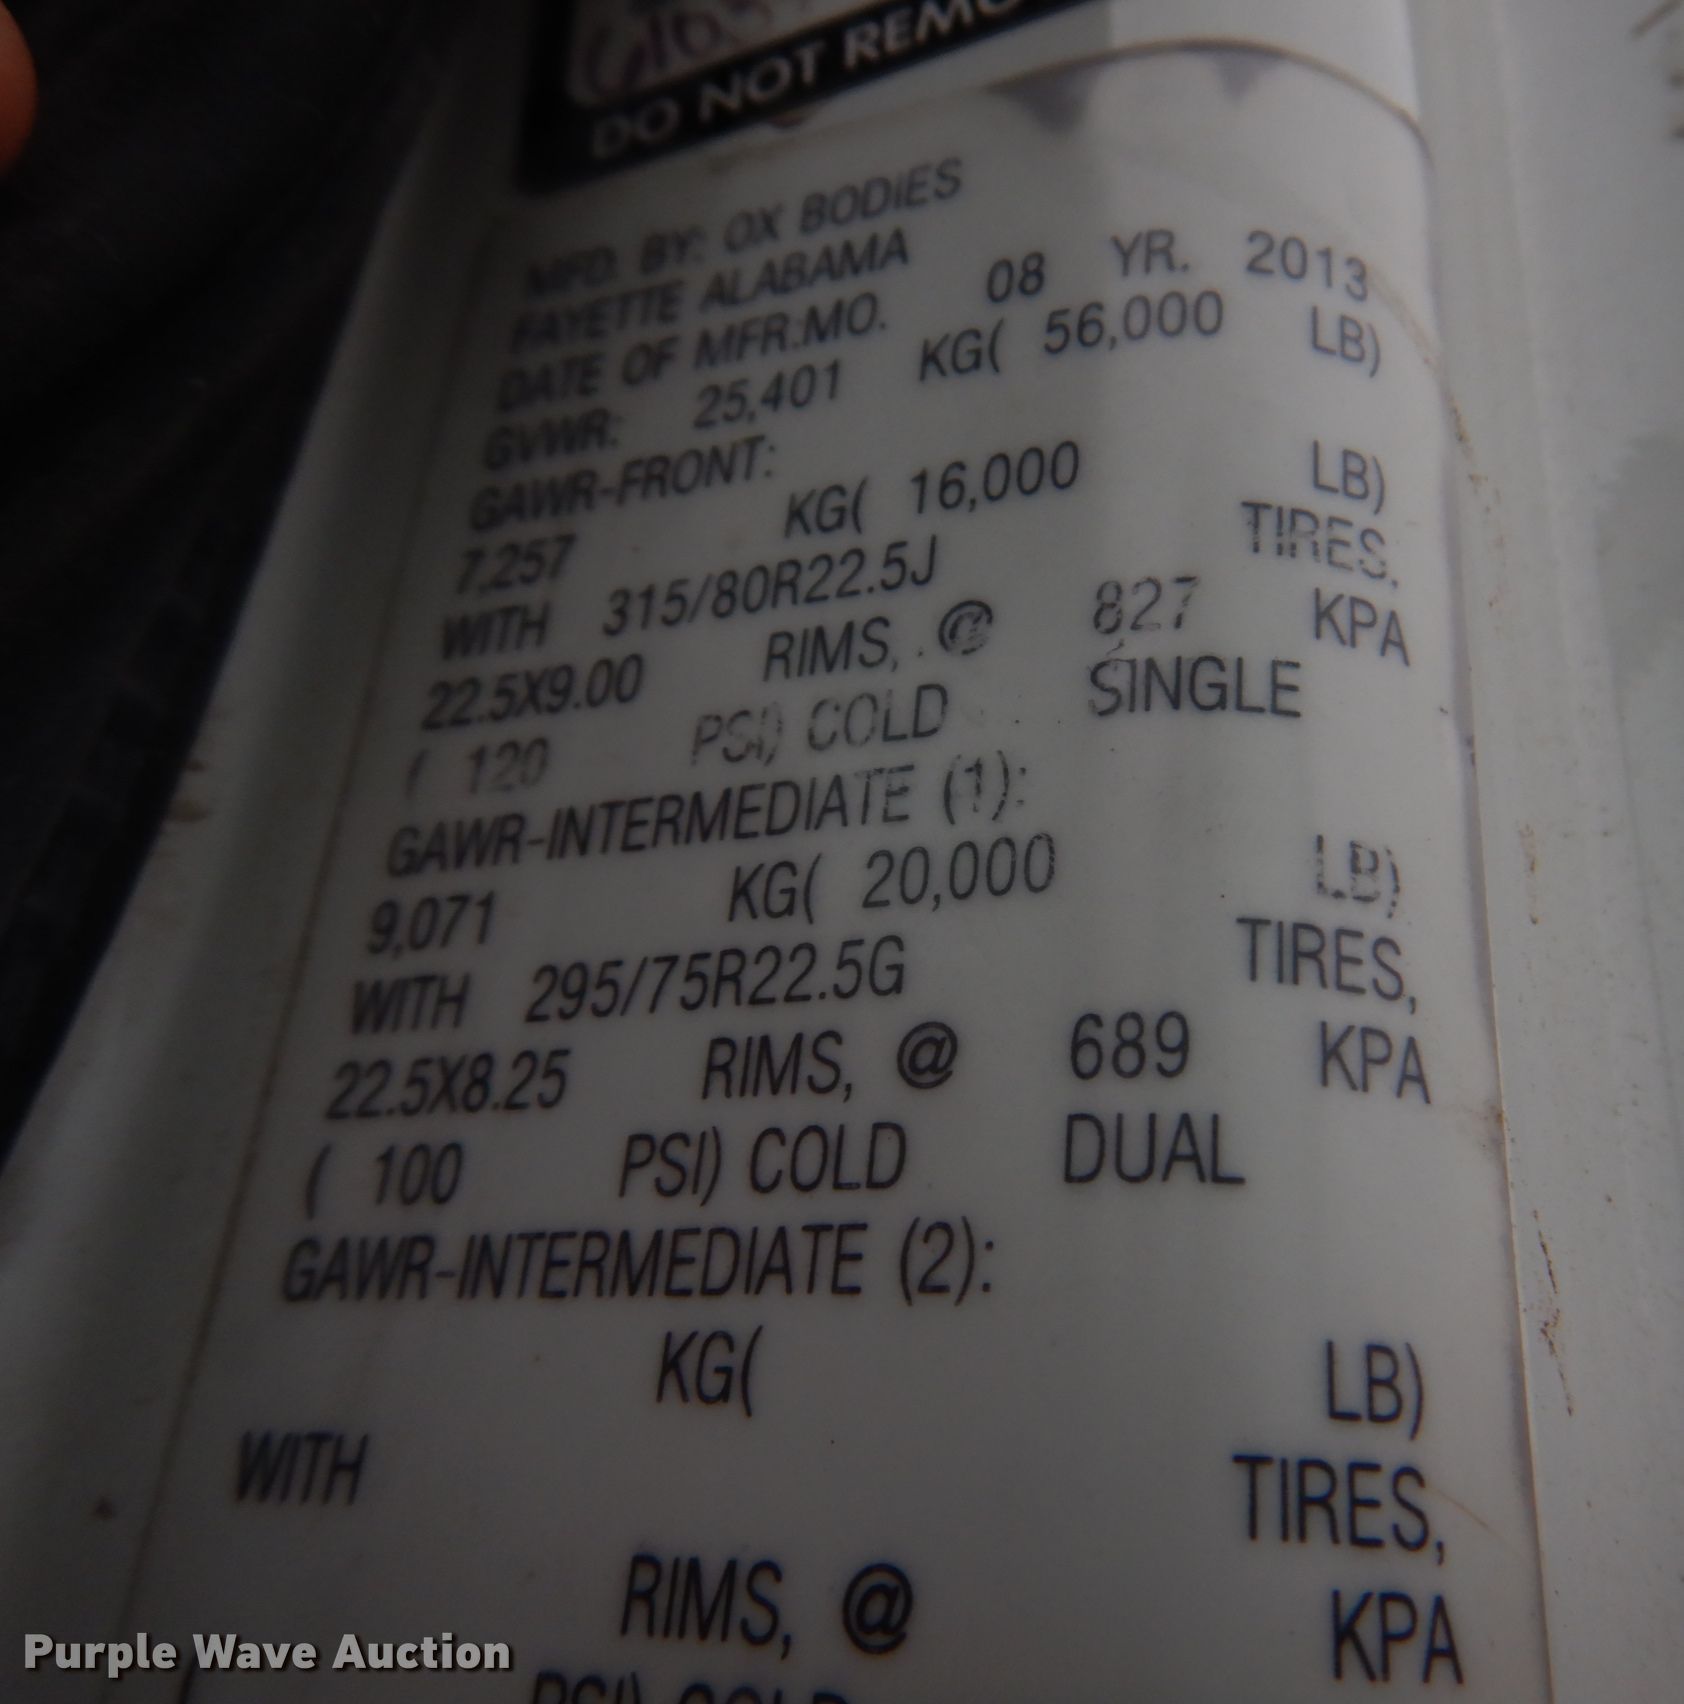 DO NOT REMO
MFD. BY: OX BODIES
FAYETTE ALABAMA
DATE OF MFR:MO. 08 YR. 2013
GVWR: 25,401 KG( 56,000 LB)
GAWR-FRONT:
7,257 KG( 16,000 LB)
WITH 315/80R22.5J TIRES,
22.5X9.00 RIMS, @ 827 KPA
( 120 PSI) COLD SINGLE
GAWR-INTERMEDIATE (1):
9,071 KG( 20,000 LB)
WITH 295/75R22.5G TIRES,
22.5X8.25 RIMS, @ 689 KPA
( 100 PSI) COLD DUAL
GAWR-INTERMEDIATE (2):
KG( LB)
WITH TIRES,
RIMS, @ KPA
PSI) COLD
Purple Wave Auction